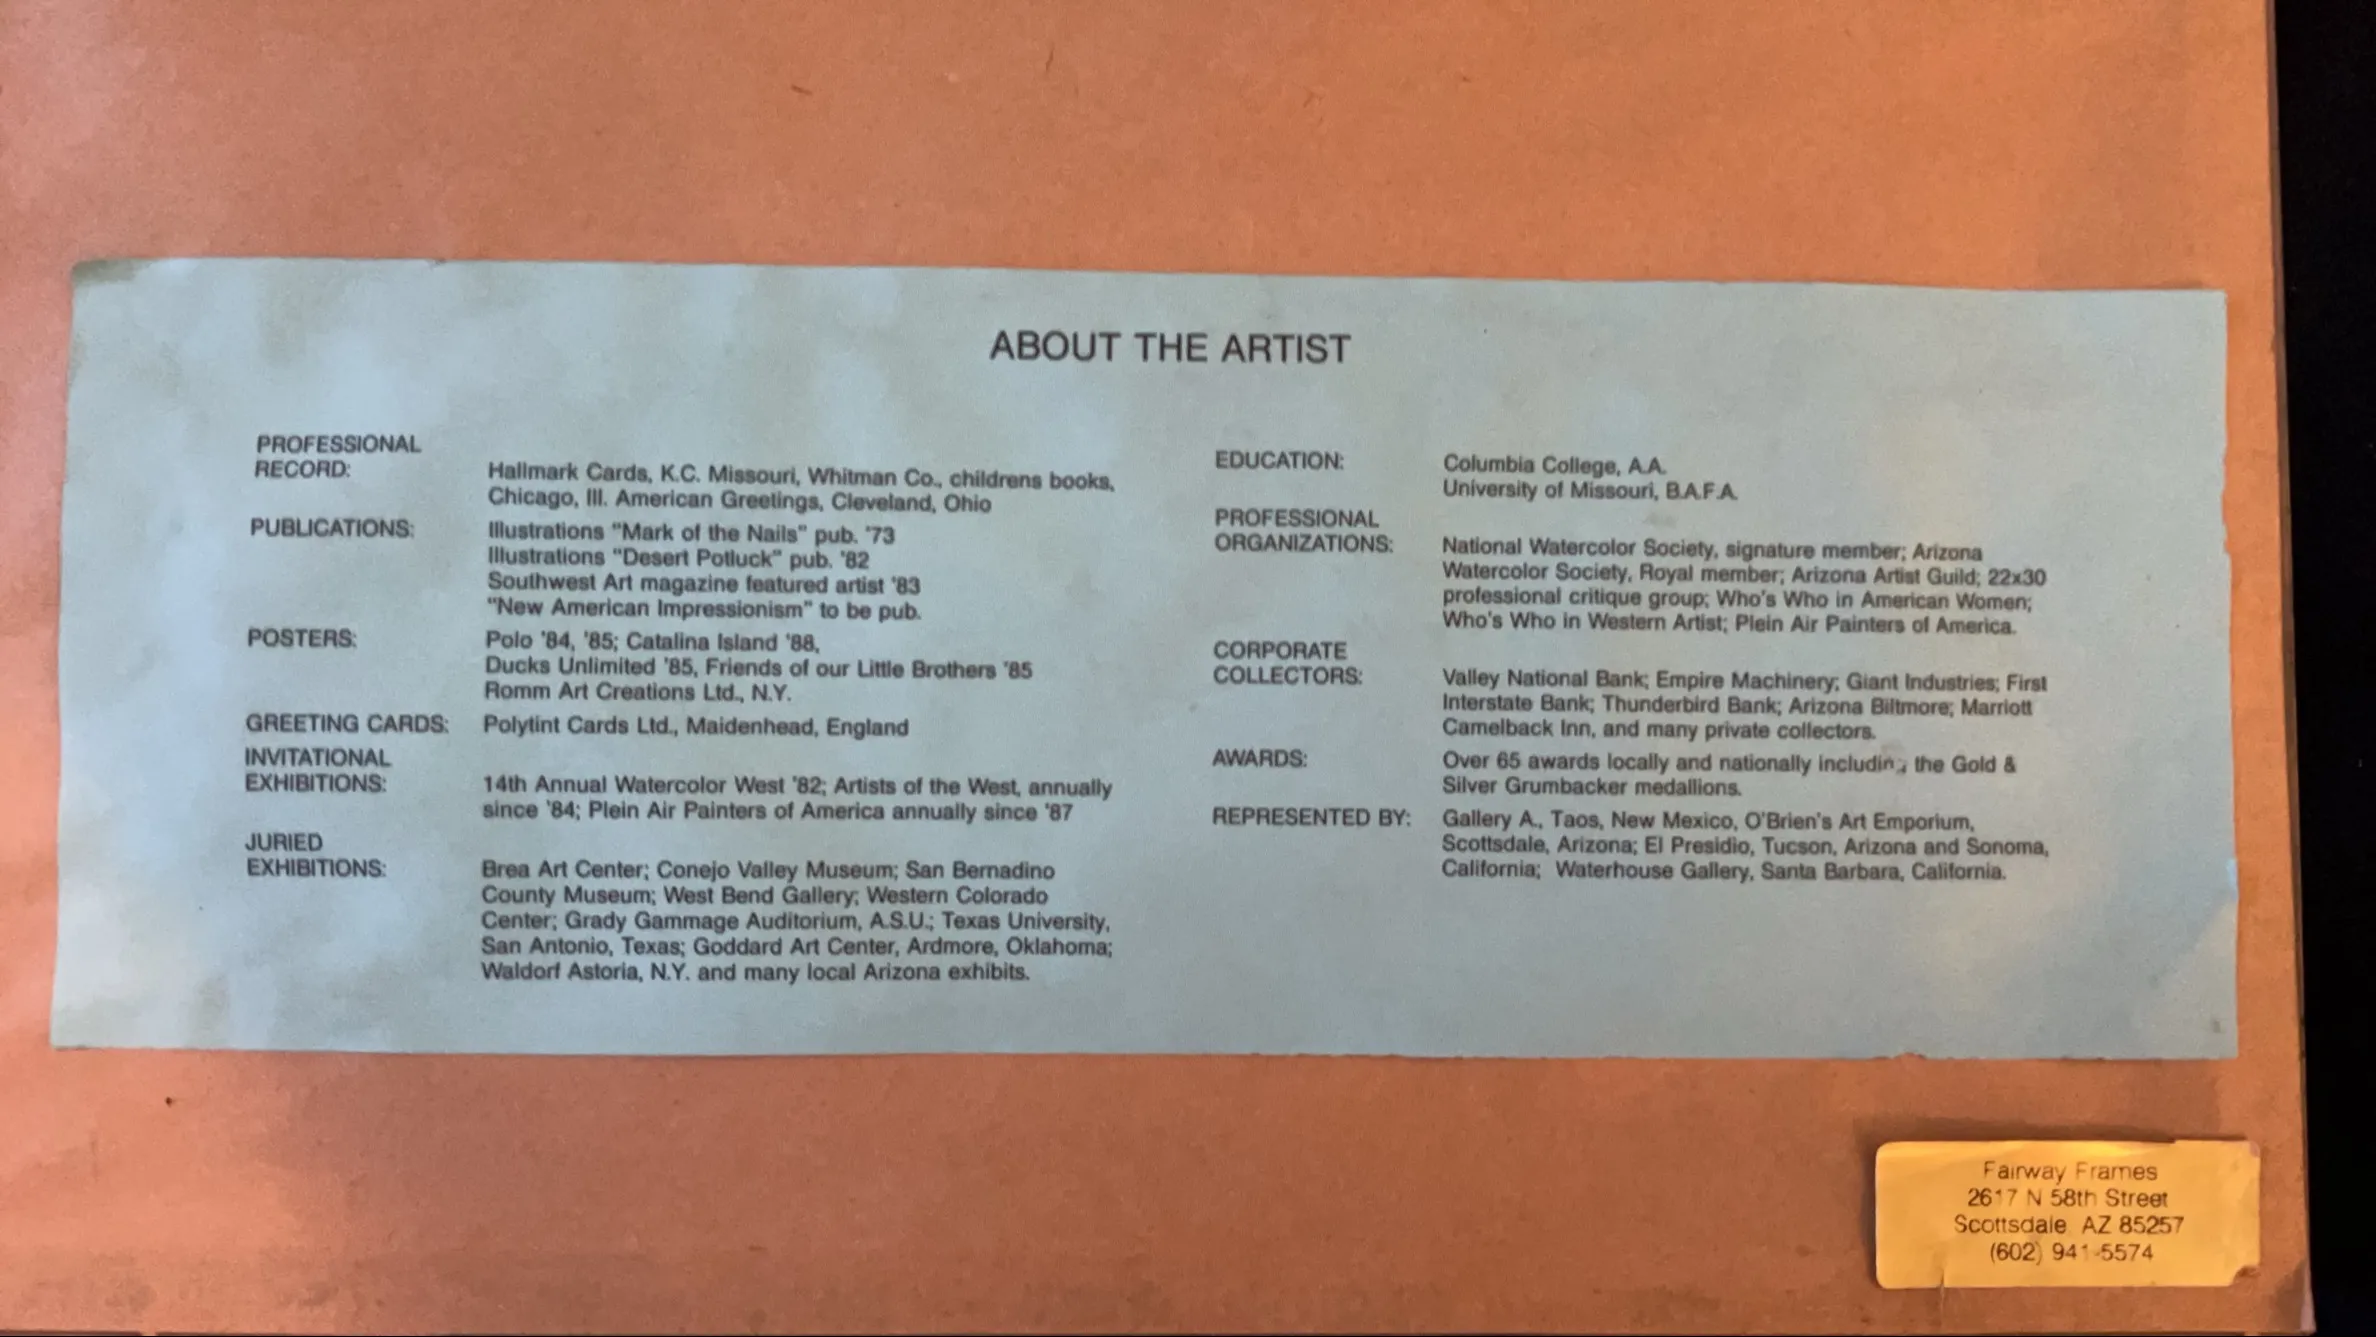 ABOUT THE ARTIST
PROFESSIONAL
RECORD:
Hallmark Cards, K.C. Missouri, Whitman Co., childrens books,
Chicago, Ill. American Greetings, Cleveland, Ohio
PUBLICATIONS:
Illustrations "Mark of the Nails" pub. '73
Illustrations "Desert Potluck" pub. '82
Southwest Art magazine featured artist '83
"New American Impressionism" to be pub.
POSTERS:
Polo '84, '85; Catalina Island '88,
Ducks Unlimited '85, Friends of our Little Brothers '85
Romm Art Creations Ltd., N.Y.
GREETING CARDS:
Polytint Cards Ltd., Maidenhead, England
INVITATIONAL
EXHIBITIONS:
14th Annual Watercolor West '82; Artists of the West, annually
since '84; Plein Air Painters of America annually since '87
JURIED
EXHIBITIONS:
Brea Art Center; Conejo Valley Museum; San Bernadino
County Museum; West Bend Gallery; Western Colorado
Center; Grady Gammage Auditorium, A.S.U.; Texas University,
San Antonio, Texas; Goddard Art Center, Ardmore, Oklahoma;
Waldorf Astoria, N.Y. and many local Arizona exhibits.
EDUCATION:
Columbia College, A.A.
University of Missouri, B.A.F.A.
PROFESSIONAL
ORGANIZATIONS:
National Watercolor Society, signature member; Arizona
Watercolor Society, Royal member; Arizona Artist Guild; 22x30
professional critique group; Who's Who in American Women;
Who's Who in Western Artist; Plein Air Painters of America.
CORPORATE
COLLECTORS:
Valley National Bank; Empire Machinery; Giant Industries; First
Interstate Bank; Thunderbird Bank; Arizona Biltmore; Marriott
Camelback Inn, and many private collectors.
AWARDS:
Over 65 awards locally and nationally including the Gold &
Silver Grumbacker medallions.
REPRESENTED BY:
Gallery A., Taos, New Mexico, O'Brien's Art Emporium,
Scottsdale, Arizona; El Presidio, Tucson, Arizona and Sonoma,
California; Waterhouse Gallery, Santa Barbara, California.
Fairway Frames
2617 N 58th Street
Scottsdale AZ 85257
(602) 941-5574